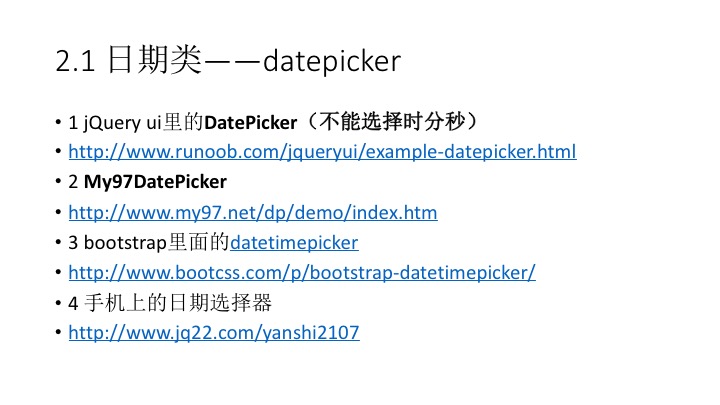 2.1 日期类——datepicker
• 1 jQuery ui里的DatePicker（不能选择时分秒）
• http://www.runoob.com/jqueryui/example-datepicker.html
• 2 My97DatePicker
• http://www.my97.net/dp/demo/index.htm
• 3 bootstrap里面的datetimepicker
• http://www.bootcss.com/p/bootstrap-datetimepicker/
• 4 手机上的日期选择器
• http://www.jq22.com/yanshi2107